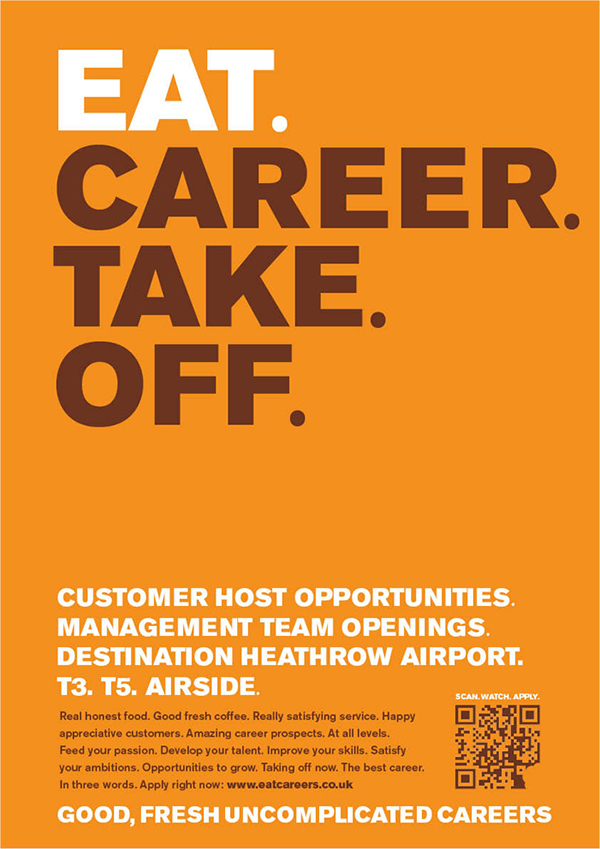 EAT.
CAREER.
TAKE.
OFF.
CUSTOMER HOST OPPORTUNITIES.
MANAGEMENT TEAM OPENINGS.
DESTINATION HEATHROW AIRPORT.
T3. T5. AIRSIDE.
SCAN. WATCH. APPLY.
Real honest food. Good fresh coffee. Really satisfying service. Happy
appreciative customers. Amazing career prospects. At all levels.
Feed your passion. Develop your talent. Improve your skills. Satisfy
your ambitions. Opportunities to grow. Taking off now. The best career.
In three words. Apply right now: www.eatcareers.co.uk
GOOD, FRESH UNCOMPLICATED CAREERS